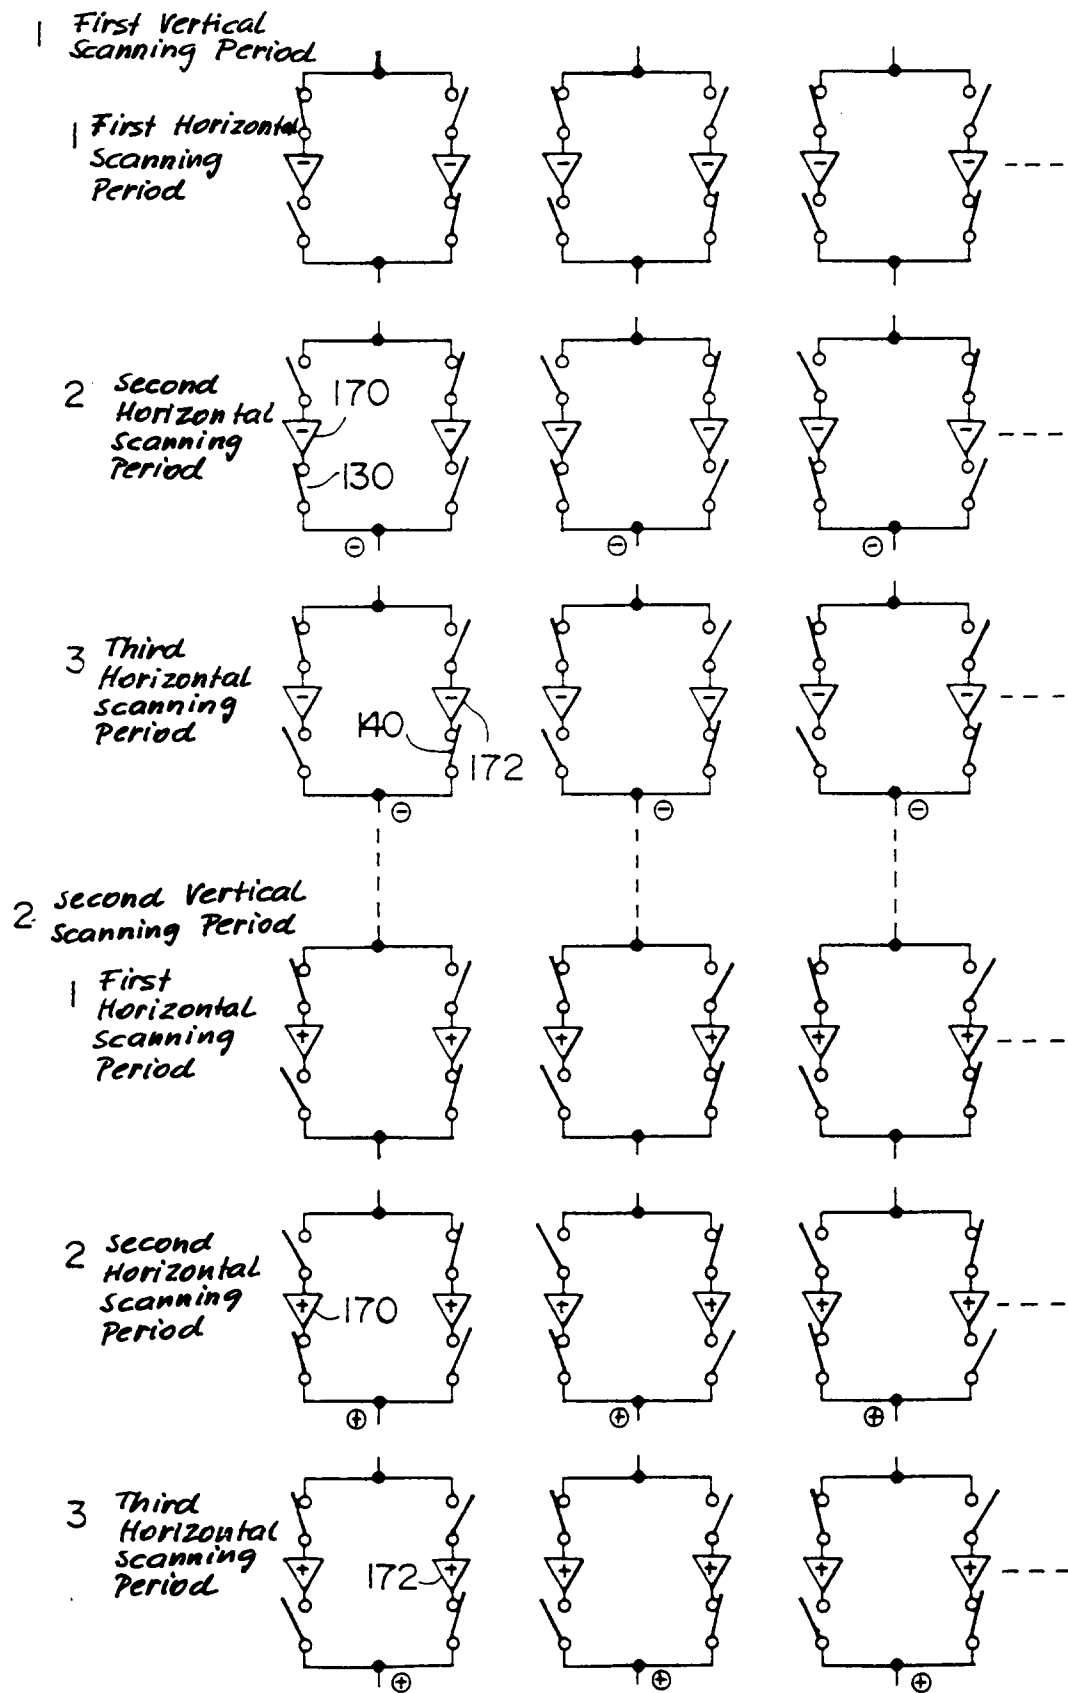 1 First Vertical
Scanning Period
1 First Horizontal
Scanning
Period
- - - -
2 Second
Horizontal
Scanning
Period
170
130
- - - -
⊖ ⊖ ⊖
3 Third
Horizontal
Scanning
Period
140
172
- - - -
⊖ ⊖ ⊖
2 Second Vertical
Scanning Period
1 First
Horizontal
Scanning
Period
- - - -
2 Second
Horizontal
Scanning
Period
170
- - - -
⊕ ⊕ ⊕
3 Third
Horizontal
Scanning
Period
172
- - - -
⊕ ⊕ ⊕